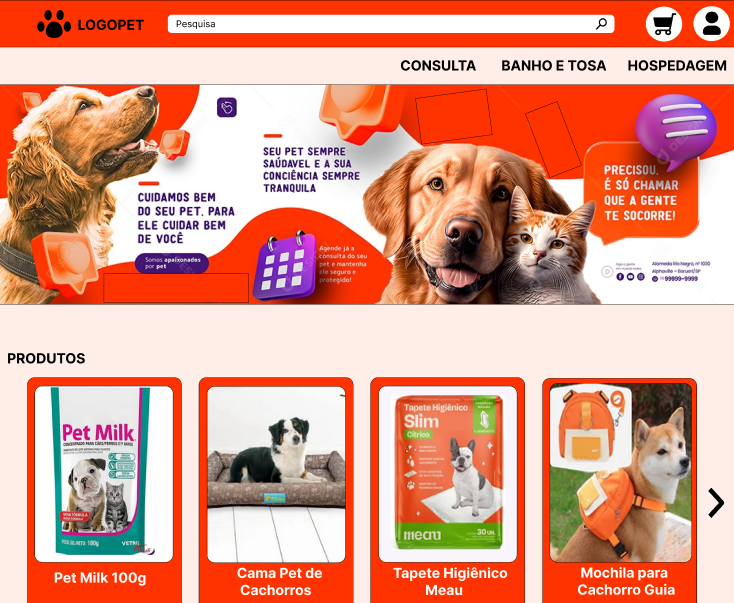 LOGOPET
Pesquisa
CONSULTA BANHO E TOSA HOSPEDAGEM
CUIDAMOS BEM
DO SEU PET, PARA
ELE CUIDAR BEM
DE VOCÊ
Somos apaixonados
por pet
SEU PET SEMPRE
SAUDÁVEL E A SUA
CONCIÊNCIA SEMPRE
TRANQUILA
Agende já a
consulta do seu
pet e mantenha
ele seguro e
protegido!
PRECISOU,
É SÓ CHAMAR
QUE A GENTE
TE SOCORRE!
Alameda Rio Negro, nº 1030
Alphaville - Barueri/SP
99999-9999
PRODUTOS
Pet Milk
VETNIL
Pet Milk 100g
Cama Pet de
Cachorros
Tapete Higiênico
Slim
Cítrico
meau
30 UN.
Tapete Higiênico
Meau
Mochila para
Cachorro Guia